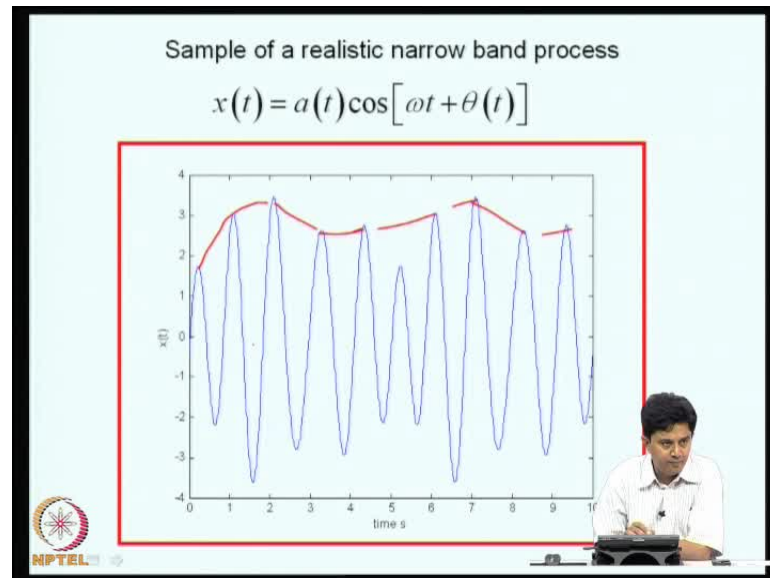 Sample of a realistic narrow band process
x(t) = a(t)cos[ωt + θ(t)]
4
3
2
1
0
-1
-2
-3
-4
x(t)
0 1 2 3 4 5 6 7 8 9 10
time s
NPTEL